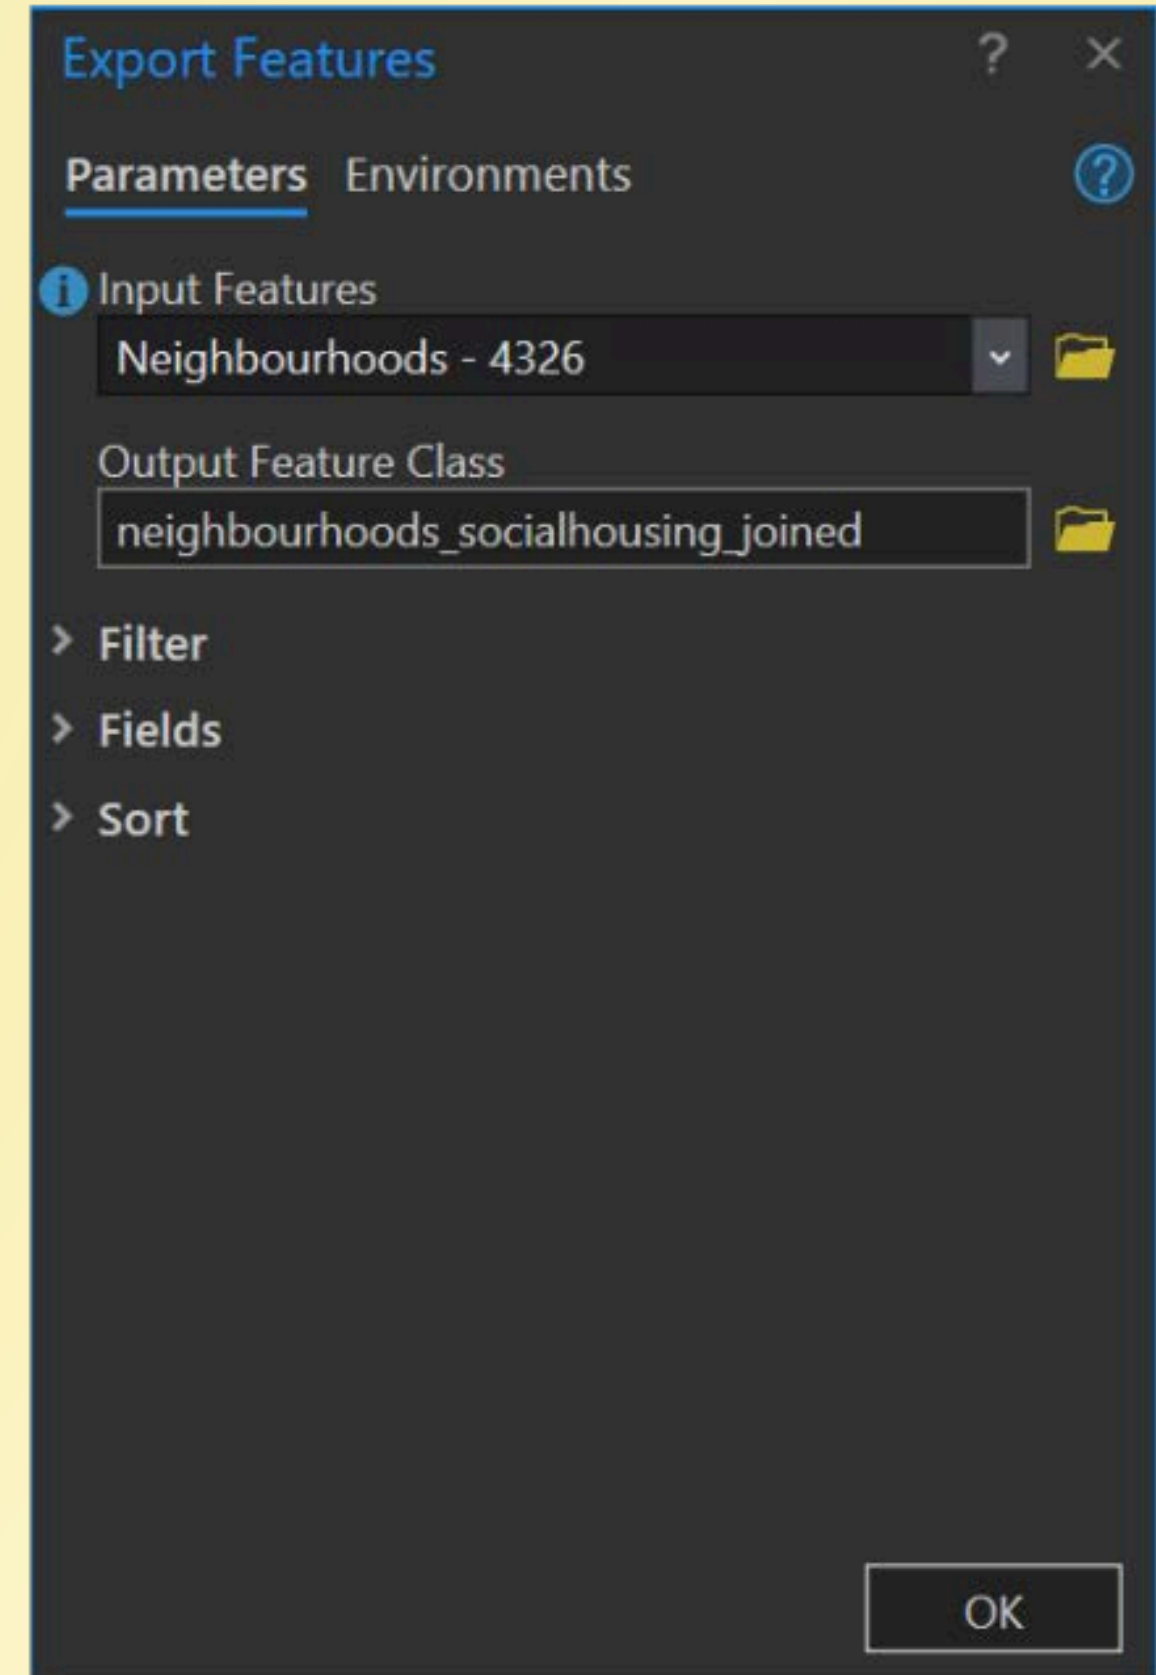 Export Features ? ×
Parameters Environments ?
i Input Features
Neighbourhoods - 4326
Output Feature Class
neighbourhoods_socialhousing_joined
Filter
Fields
Sort
OK